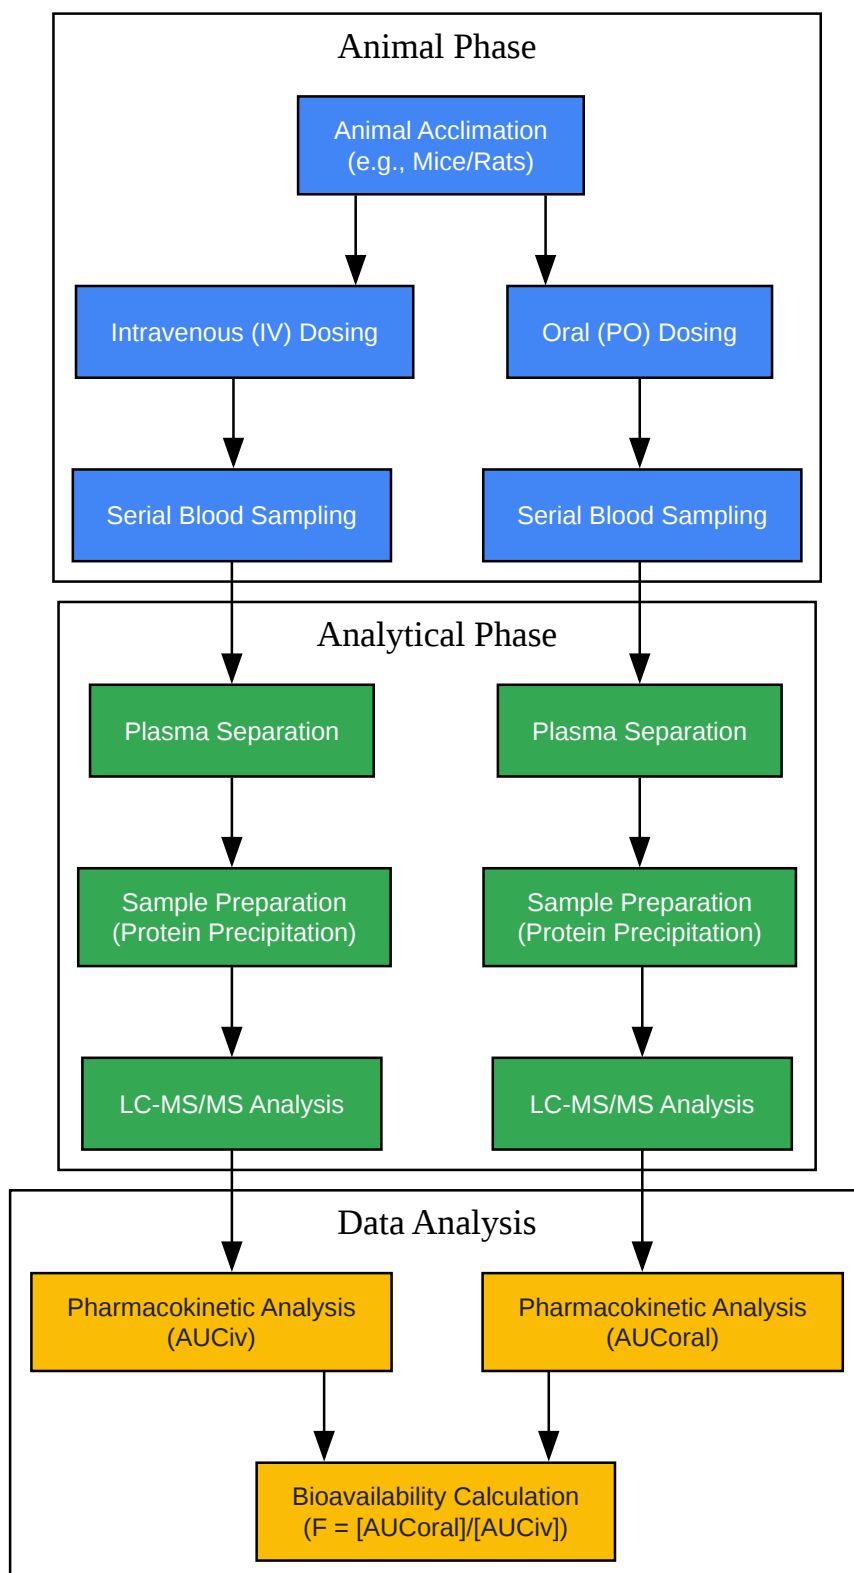 Animal Phase
Animal Acclimation
(e.g., Mice/Rats)
Intravenous (IV) Dosing
Oral (PO) Dosing
Serial Blood Sampling
Serial Blood Sampling
Analytical Phase
Plasma Separation
Plasma Separation
Sample Preparation
(Protein Precipitation)
Sample Preparation
(Protein Precipitation)
LC-MS/MS Analysis
LC-MS/MS Analysis
Data Analysis
Pharmacokinetic Analysis
(AUCiv)
Pharmacokinetic Analysis
(AUCoral)
Bioavailability Calculation
(F = [AUCoral]/[AUCiv])